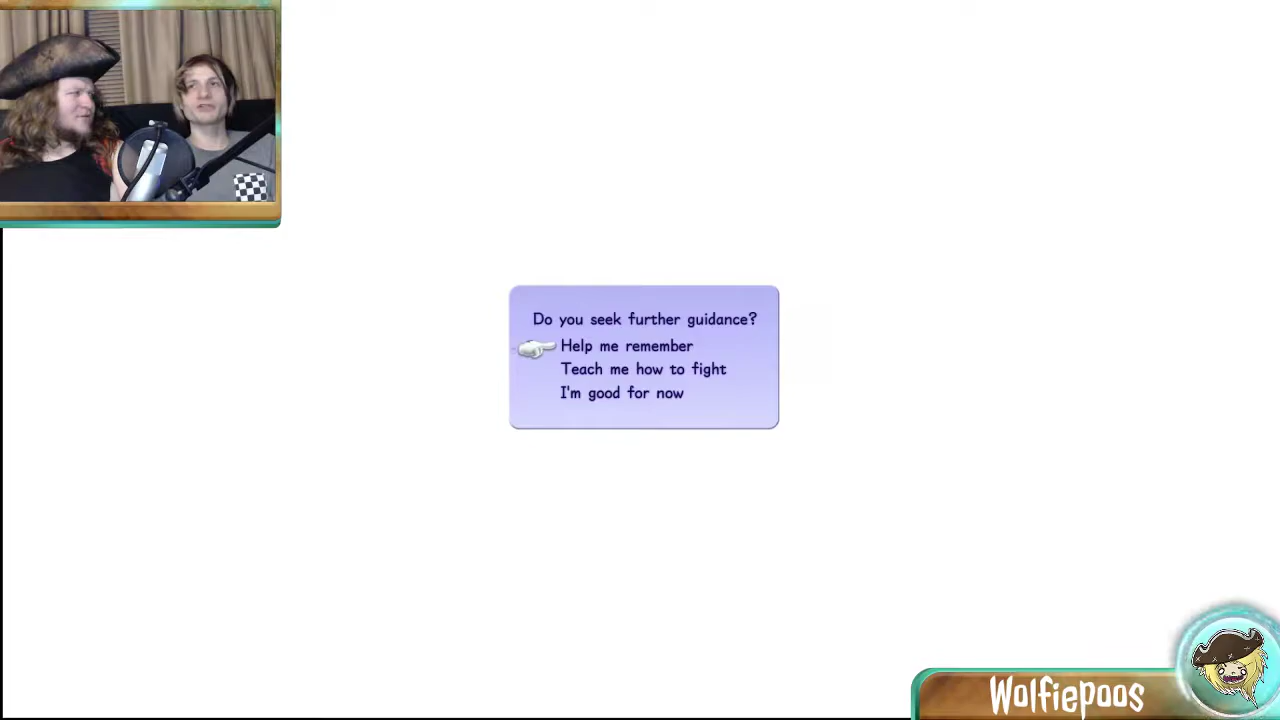 Do you seek further guidance?
Help me remember
Teach me how to fight
I'm good for now
Wolfiepoos